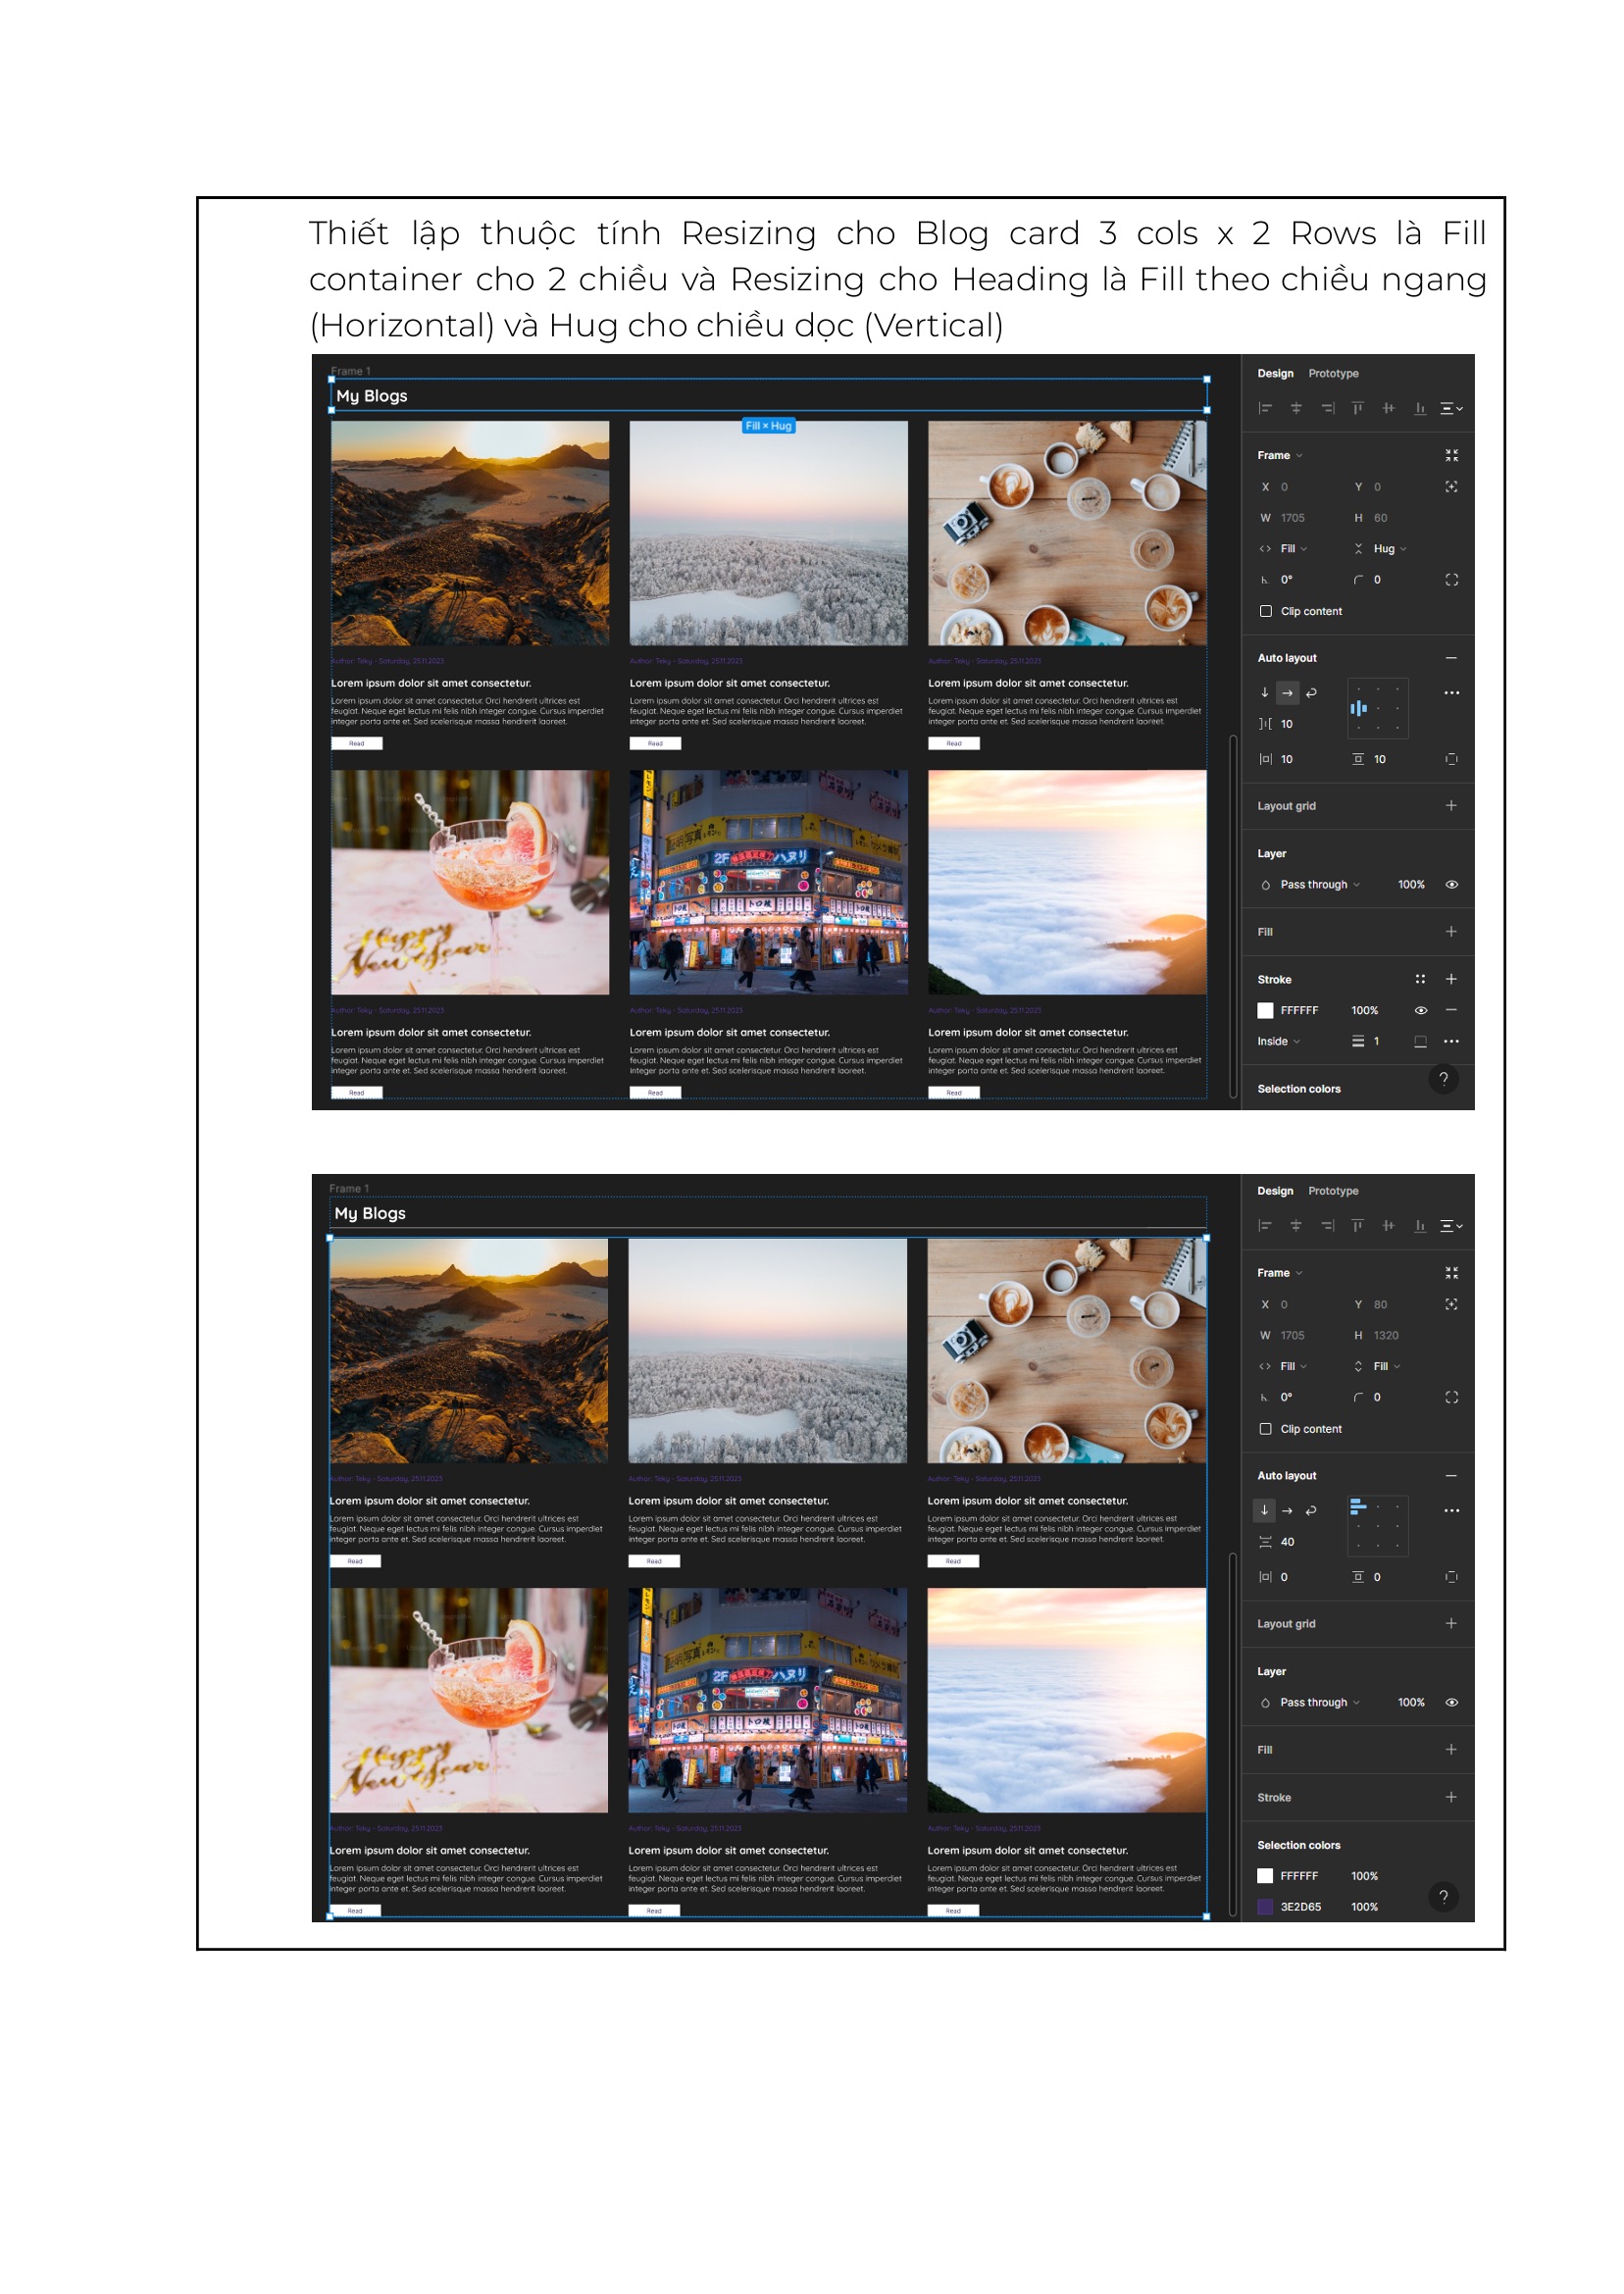 Thiết lập thuộc tính Resizing cho Blog card 3 cols x 2 Rows là Fill
container cho 2 chiều và Resizing cho Heading là Fill theo chiều ngang
(Horizontal) và Hug cho chiều dọc (Vertical)
Frame 1
My Blogs
Fill × Hug
Author: Teky - Saturday, 25.11.2023
Author: Teky - Saturday, 25.11.2023
Author: Teky - Saturday, 25.11.2023
Lorem ipsum dolor sit amet consectetur.
Lorem ipsum dolor sit amet consectetur.
Lorem ipsum dolor sit amet consectetur.
Lorem ipsum dolor sit amet consectetur. Orci hendrerit ultrices est
feugiat. Neque eget lectus mi felis nibh integer congue. Cursus imperdiet
integer porta ante et. Sed scelerisque massa hendrerit laoreet.
Lorem ipsum dolor sit amet consectetur. Orci hendrerit ultrices est
feugiat. Neque eget lectus mi felis nibh integer congue. Cursus imperdiet
integer porta ante et. Sed scelerisque massa hendrerit laoreet.
Lorem ipsum dolor sit amet consectetur. Orci hendrerit ultrices est
feugiat. Neque eget lectus mi felis nibh integer congue. Cursus imperdiet
integer porta ante et. Sed scelerisque massa hendrerit laoreet.
Read
Read
Read
Happy
New Year
2F
ハヌリ
Author: Teky - Saturday, 25.11.2023
Author: Teky - Saturday, 25.11.2023
Author: Teky - Saturday, 25.11.2023
Lorem ipsum dolor sit amet consectetur.
Lorem ipsum dolor sit amet consectetur.
Lorem ipsum dolor sit amet consectetur.
Lorem ipsum dolor sit amet consectetur. Orci hendrerit ultrices est
feugiat. Neque eget lectus mi felis nibh integer congue. Cursus imperdiet
integer porta ante et. Sed scelerisque massa hendrerit laoreet.
Lorem ipsum dolor sit amet consectetur. Orci hendrerit ultrices est
feugiat. Neque eget lectus mi felis nibh integer congue. Cursus imperdiet
integer porta ante et. Sed scelerisque massa hendrerit laoreet.
Lorem ipsum dolor sit amet consectetur. Orci hendrerit ultrices est
feugiat. Neque eget lectus mi felis nibh integer congue. Cursus imperdiet
integer porta ante et. Sed scelerisque massa hendrerit laoreet.
Read
Read
Read
Design Prototype
Frame
X 0 Y 0
W 1705 H 60
Fill Hug
0° 0
Clip content
Auto layout
10
10 10
Layout grid
Layer
Pass through 100%
Fill
Stroke
FFFFFF 100%
Inside 1
Selection colors
?
Frame 1
My Blogs
Author: Teky - Saturday, 25.11.2023
Author: Teky - Saturday, 25.11.2023
Author: Teky - Saturday, 25.11.2023
Lorem ipsum dolor sit amet consectetur.
Lorem ipsum dolor sit amet consectetur.
Lorem ipsum dolor sit amet consectetur.
Lorem ipsum dolor sit amet consectetur. Orci hendrerit ultrices est
feugiat. Neque eget lectus mi felis nibh integer congue. Cursus imperdiet
integer porta ante et. Sed scelerisque massa hendrerit laoreet.
Lorem ipsum dolor sit amet consectetur. Orci hendrerit ultrices est
feugiat. Neque eget lectus mi felis nibh integer congue. Cursus imperdiet
integer porta ante et. Sed scelerisque massa hendrerit laoreet.
Lorem ipsum dolor sit amet consectetur. Orci hendrerit ultrices est
feugiat. Neque eget lectus mi felis nibh integer congue. Cursus imperdiet
integer porta ante et. Sed scelerisque massa hendrerit laoreet.
Read
Read
Read
Happy
New Year
2F
ハヌリ
Author: Teky - Saturday, 25.11.2023
Author: Teky - Saturday, 25.11.2023
Author: Teky - Saturday, 25.11.2023
Lorem ipsum dolor sit amet consectetur.
Lorem ipsum dolor sit amet consectetur.
Lorem ipsum dolor sit amet consectetur.
Lorem ipsum dolor sit amet consectetur. Orci hendrerit ultrices est
feugiat. Neque eget lectus mi felis nibh integer congue. Cursus imperdiet
integer porta ante et. Sed scelerisque massa hendrerit laoreet.
Lorem ipsum dolor sit amet consectetur. Orci hendrerit ultrices est
feugiat. Neque eget lectus mi felis nibh integer congue. Cursus imperdiet
integer porta ante et. Sed scelerisque massa hendrerit laoreet.
Lorem ipsum dolor sit amet consectetur. Orci hendrerit ultrices est
feugiat. Neque eget lectus mi felis nibh integer congue. Cursus imperdiet
integer porta ante et. Sed scelerisque massa hendrerit laoreet.
Read
Read
Read
Design Prototype
Frame
X 0 Y 80
W 1705 H 1320
Fill Fill
0° 0
Clip content
Auto layout
40
0 0
Layout grid
Layer
Pass through 100%
Fill
Stroke
Selection colors
FFFFFF 100%
3E2D65 100%
?